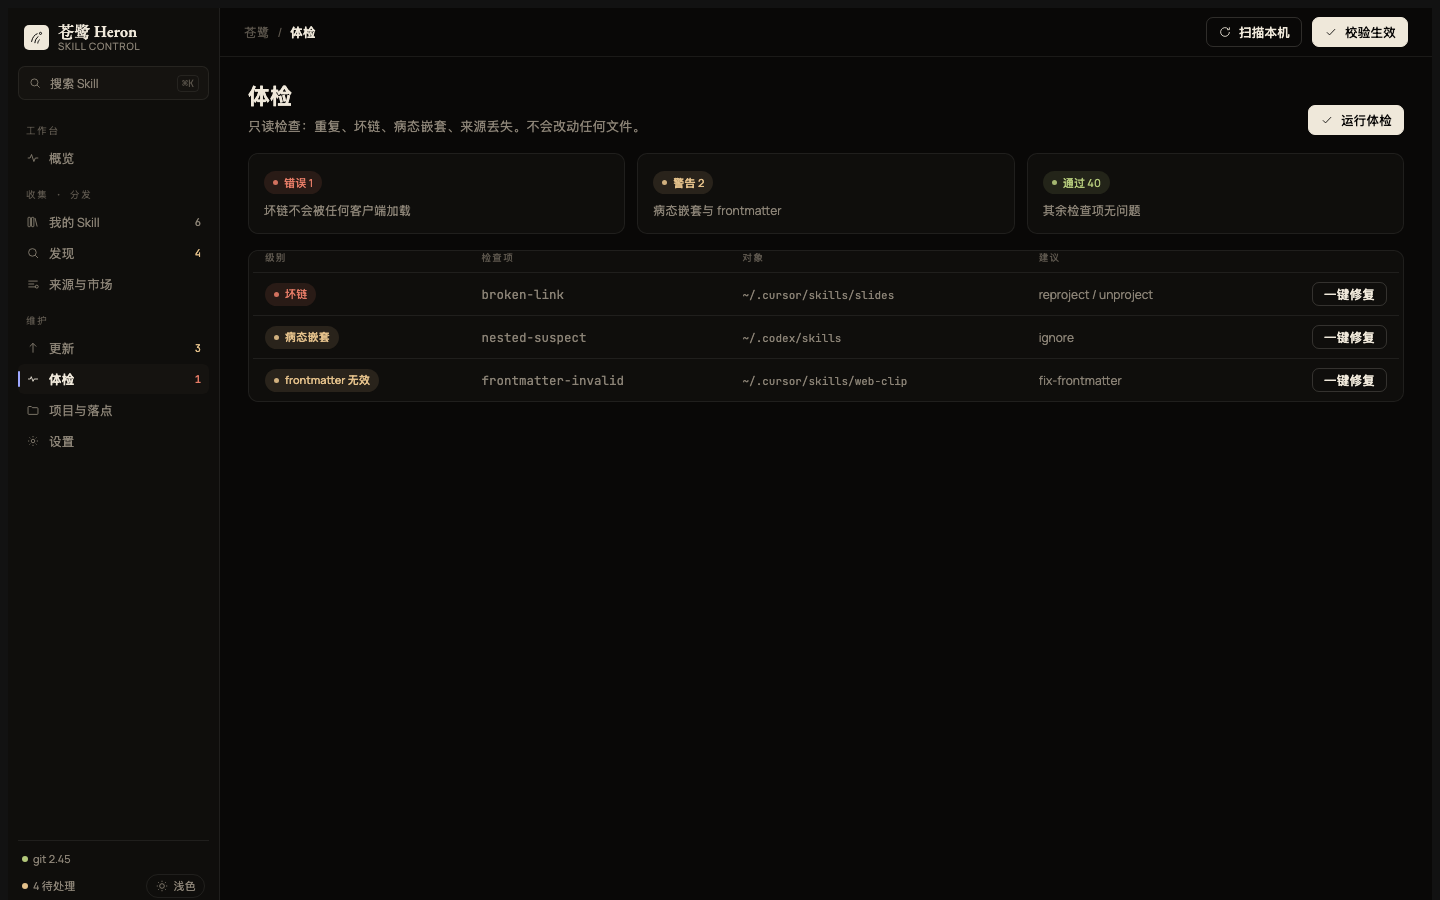 苍鹭 Heron
SKILL CONTROL
搜索 Skill ⌘K
工作台
概览
收集 · 分发
我的 Skill 6
发现 4
来源与市场
维护
更新 3
体检 1
项目与落点
设置
git 2.45
4 待处理 浅色
苍鹭 / 体检
扫描本机 校验生效
体检
只读检查：重复、坏链、病态嵌套、来源丢失。不会改动任何文件。
运行体检
错误 1
坏链不会被任何客户端加载
警告 2
病态嵌套与 frontmatter
通过 40
其余检查项无问题
级别 检查项 对象 建议
坏链 broken-link ~/.cursor/skills/slides reproject / unproject 一键修复
病态嵌套 nested-suspect ~/.codex/skills ignore 一键修复
frontmatter 无效 frontmatter-invalid ~/.cursor/skills/web-clip fix-frontmatter 一键修复